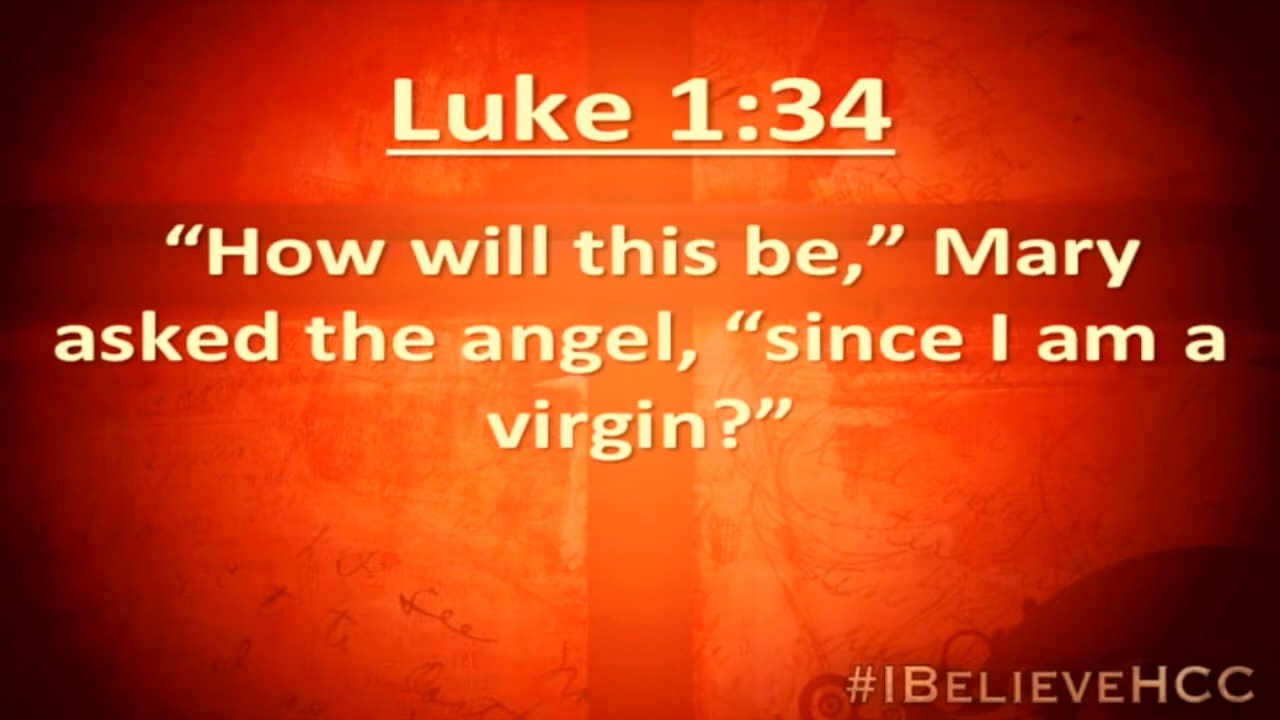 Luke 1:34
“How will this be,” Mary
asked the angel, “since I am a
virgin?”
#IBELIEVEHCC